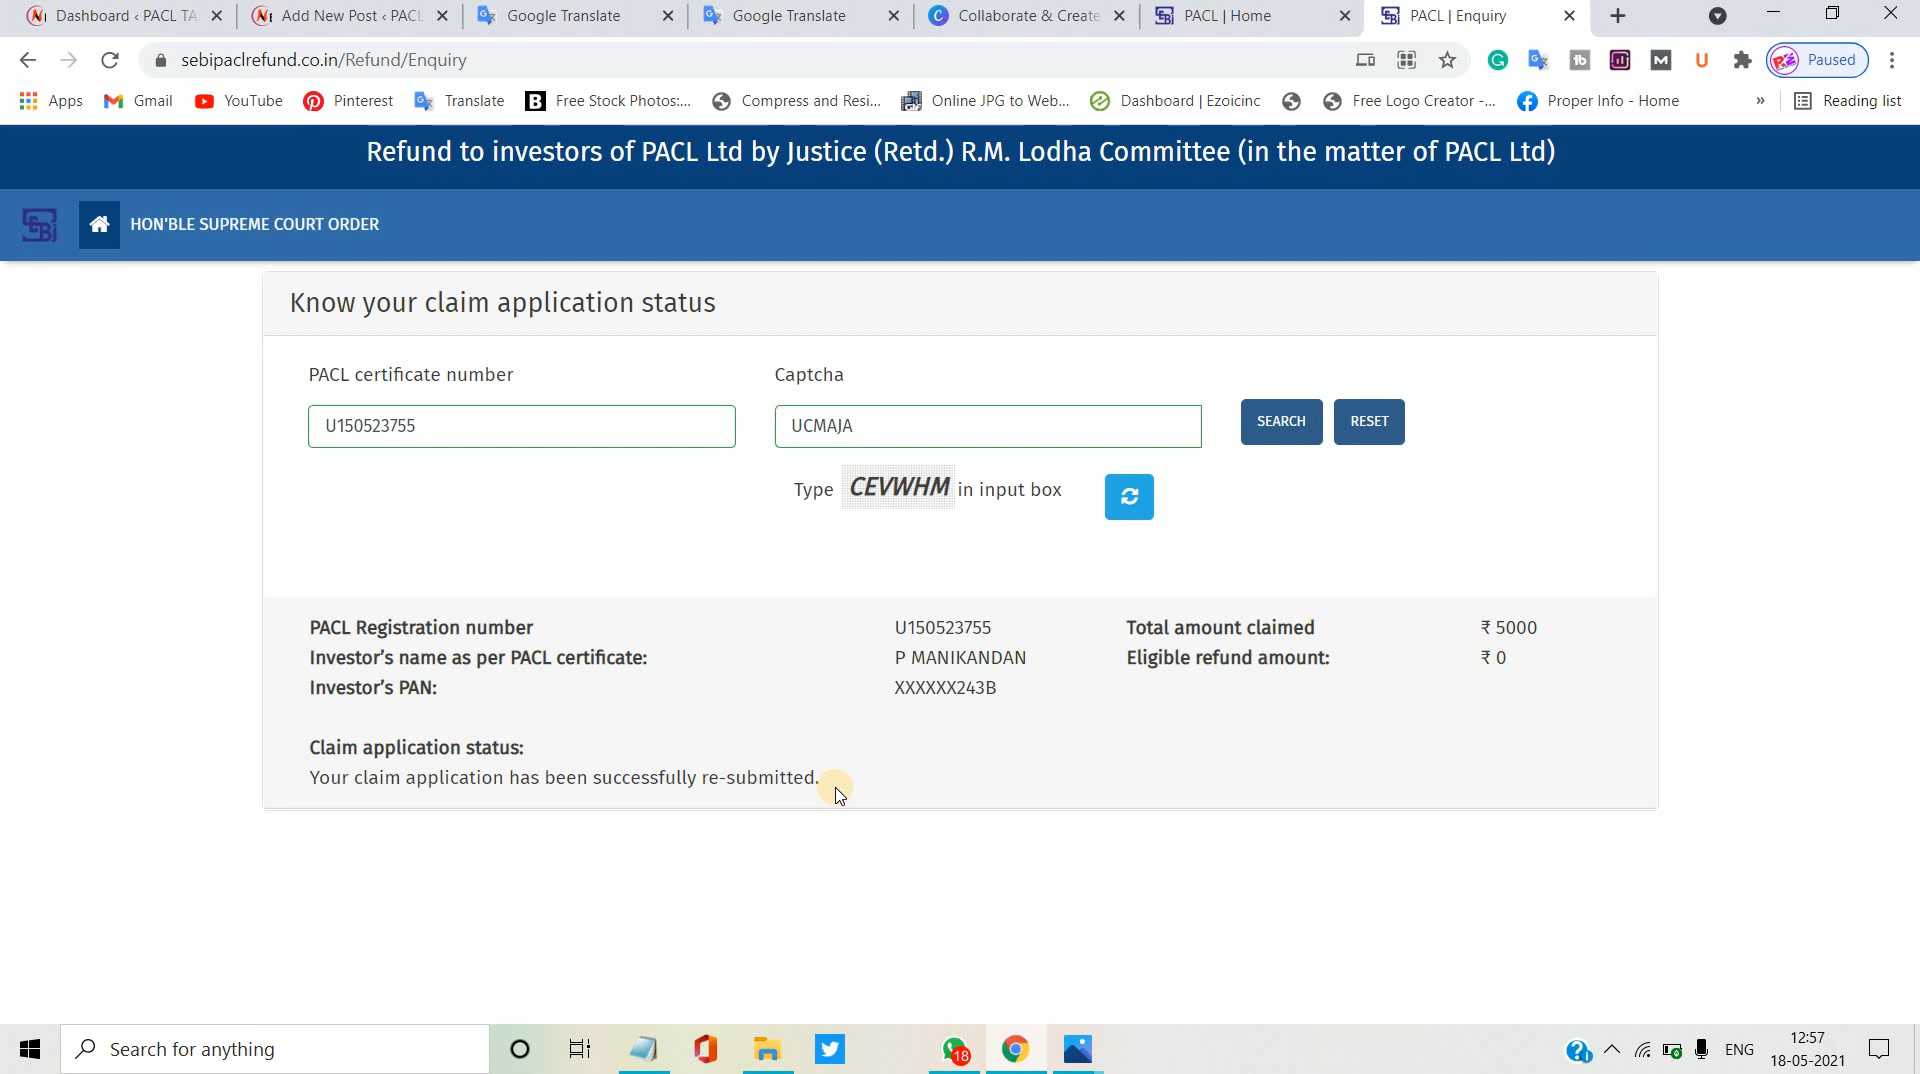 Dashboard ‹ PACL TA
Add New Post ‹ PACL
Google Translate
Google Translate
Collaborate & Create
PACL | Home
PACL | Enquiry
sebipaclrefund.co.in/Refund/Enquiry
Paused
Apps
Gmail
YouTube
Pinterest
Translate
Free Stock Photos:...
Compress and Resi...
Online JPG to Web...
Dashboard | Ezoicinc
Free Logo Creator -...
Proper Info - Home
»
Reading list
Refund to investors of PACL Ltd by Justice (Retd.) R.M. Lodha Committee (in the matter of PACL Ltd)
HON'BLE SUPREME COURT ORDER
Know your claim application status
PACL certificate number
Captcha
U150523755
UCMAJA
SEARCH
RESET
Type CEVWHM in input box
PACL Registration number U150523755 Total amount claimed ₹ 5000
Investor's name as per PACL certificate: P MANIKANDAN Eligible refund amount: ₹ 0
Investor's PAN: XXXXXX243B
Claim application status:
Your claim application has been successfully re-submitted.
Search for anything
18
ENG
12:57
18-05-2021